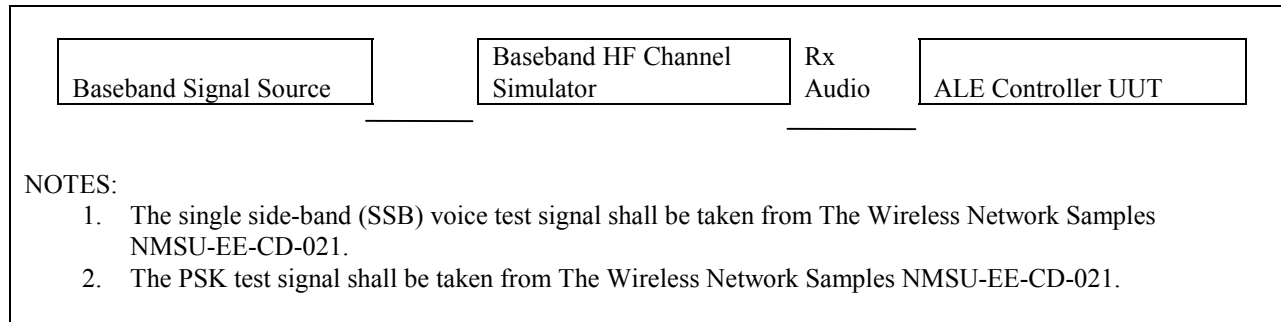 Baseband Signal Source
Baseband HF Channel
Simulator
Rx
Audio
ALE Controller UUT
NOTES:
1. The single side-band (SSB) voice test signal shall be taken from The Wireless Network Samples
NMSU-EE-CD-021.
2. The PSK test signal shall be taken from The Wireless Network Samples NMSU-EE-CD-021.